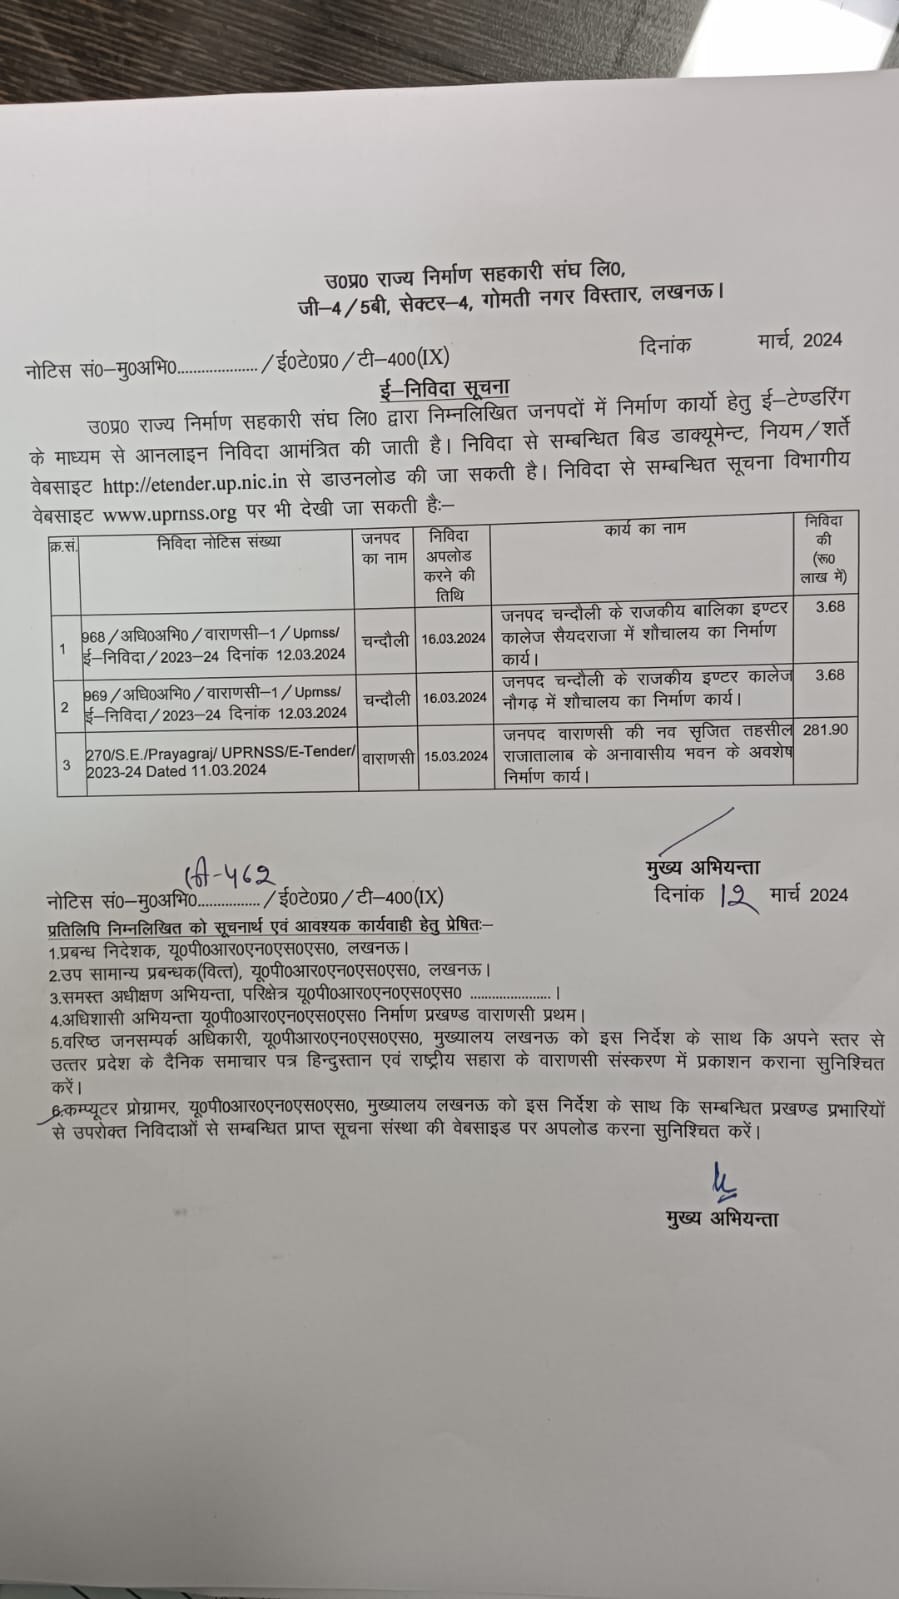 उ0प्र0 राज्य निर्माण सहकारी संघ लि0,
जी–4/5बी, सेक्टर–4, गोमती नगर विस्तार, लखनऊ।
नोटिस सं0–मु0अभि0.................... /ई0टे0प्र0/टी–400(IX) दिनांक मार्च, 2024
ई–निविदा सूचना
उ0प्र0 राज्य निर्माण सहकारी संघ लि0 द्वारा निम्नलिखित जनपदों में निर्माण कार्यो हेतु ई–टेण्डरिंग
के माध्यम से आनलाइन निविदा आमंत्रित की जाती है। निविदा से सम्बन्धित बिड डाक्यूमेन्ट, नियम/शर्ते
वेबसाइट http://etender.up.nic.in से डाउनलोड की जा सकती है। निविदा से सम्बन्धित सूचना विभागीय
वेबसाइट www.uprnss.org पर भी देखी जा सकती हैः–
क्र.सं. निविदा नोटिस संख्या जनपद का नाम निविदा अपलोड करने की तिथि कार्य का नाम निविदा की (रू0 लाख में)
1 968/अधि0अभि0/वाराणसी–1/Uprnss/ चन्दौली 16.03.2024 जनपद चन्दौली के राजकीय बालिका इण्टर 3.68
ई–निविदा/2023–24 दिनांक 12.03.2024 कालेज सैयदराजा में शौचालय का निर्माण
कार्य।
2 969/अधि0अभि0/वाराणसी–1/Uprnss/ चन्दौली 16.03.2024 जनपद चन्दौली के राजकीय इण्टर कालेज 3.68
ई–निविदा/2023–24 दिनांक 12.03.2024 नौगढ़ में शौचालय का निर्माण कार्य।
3 270/S.E./Prayagraj/ UPRNSS/E-Tender/ वाराणसी 15.03.2024 जनपद वाराणसी की नव सृजित तहसील 281.90
2023-24 Dated 11.03.2024 राजातालाब के अनावासीय भवन के अवशेष
निर्माण कार्य।
मुख्य अभियन्ता
नोटिस सं0–मु0अभि0................/ई0टे0प्र0/टी–400(IX) दिनांक 12 मार्च 2024
प्रतिलिपि निम्नलिखित को सूचनार्थ एवं आवश्यक कार्यवाही हेतु प्रेषितः–
1.प्रबन्ध निदेशक, यू0पी0आर0एन0एस0एस0, लखनऊ।
2.उप सामान्य प्रबन्धक(वित्त), यू0पी0आर0एन0एस0एस0, लखनऊ।
3.समस्त अधीक्षण अभियन्ता, परिक्षेत्र यू0पी0आर0एन0एस0एस0 ......................।
4.अधिशासी अभियन्ता यू0पी0आर0एन0एस0एस0 निर्माण प्रखण्ड वाराणसी प्रथम।
5.वरिष्ठ जनसम्पर्क अधिकारी, यू0पी0आर0एन0एस0एस0, मुख्यालय लखनऊ को इस निर्देश के साथ कि अपने स्तर से
उत्तर प्रदेश के दैनिक समाचार पत्र हिन्दुस्तान एवं राष्ट्रीय सहारा के वाराणसी संस्करण में प्रकाशन कराना सुनिश्चित
करें।
6.कम्प्यूटर प्रोग्रामर, यू0पी0आर0एन0एस0एस0, मुख्यालय लखनऊ को इस निर्देश के साथ कि सम्बन्धित प्रखण्ड प्रभारियों
से उपरोक्त निविदाओं से सम्बन्धित प्राप्त सूचना संस्था की वेबसाइड पर अपलोड करना सुनिश्चित करें।
मुख्य अभियन्ता